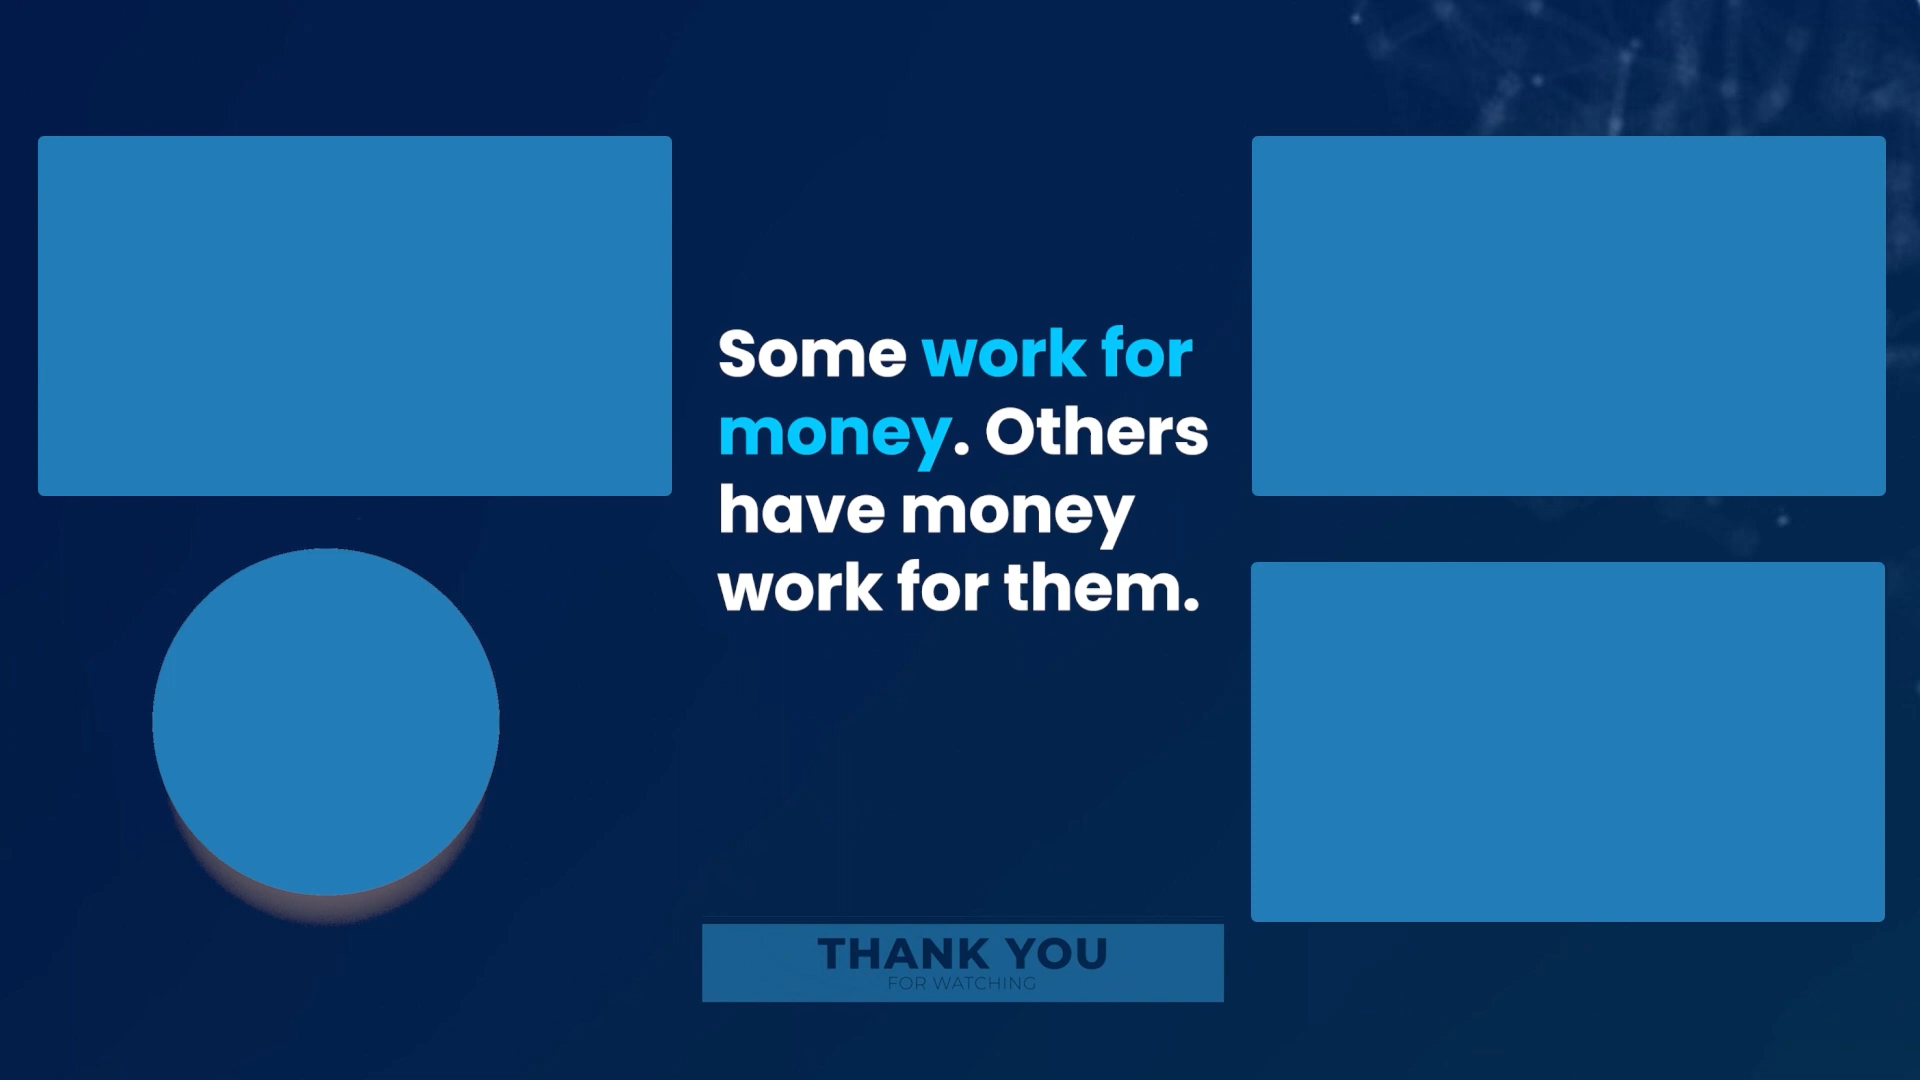 Some work for
money. Others
have money
work for them.
THANK YOU
FOR WATCHING